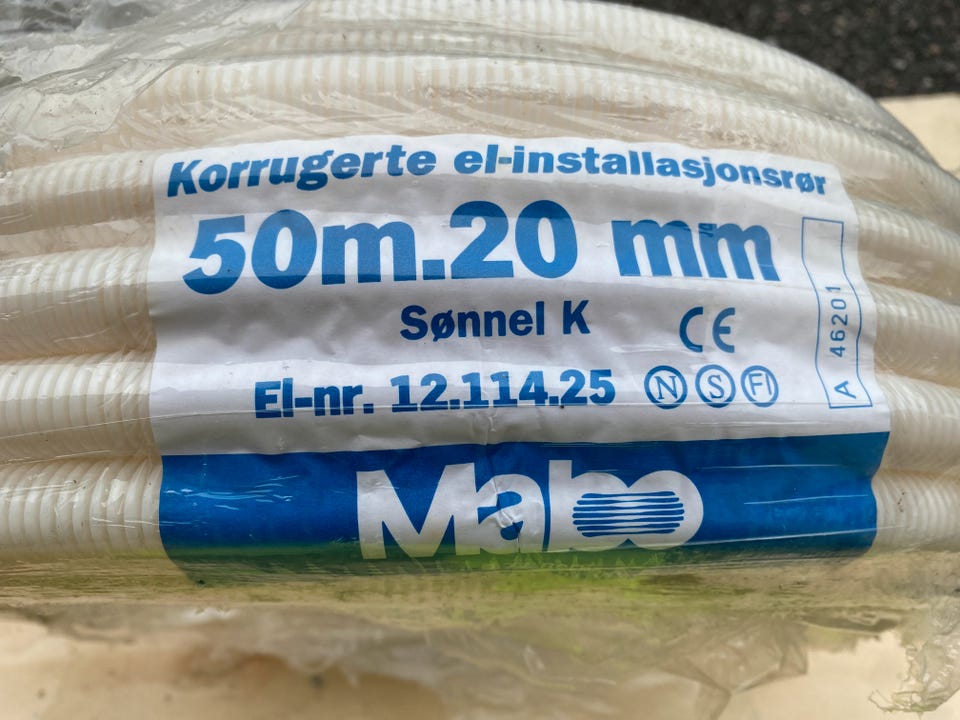 Korrugerte el-installasjonsrør
50m.20 mm
Sønnel K
CE
El-nr. 12.114.25
N S FI
A 46201
Mabo